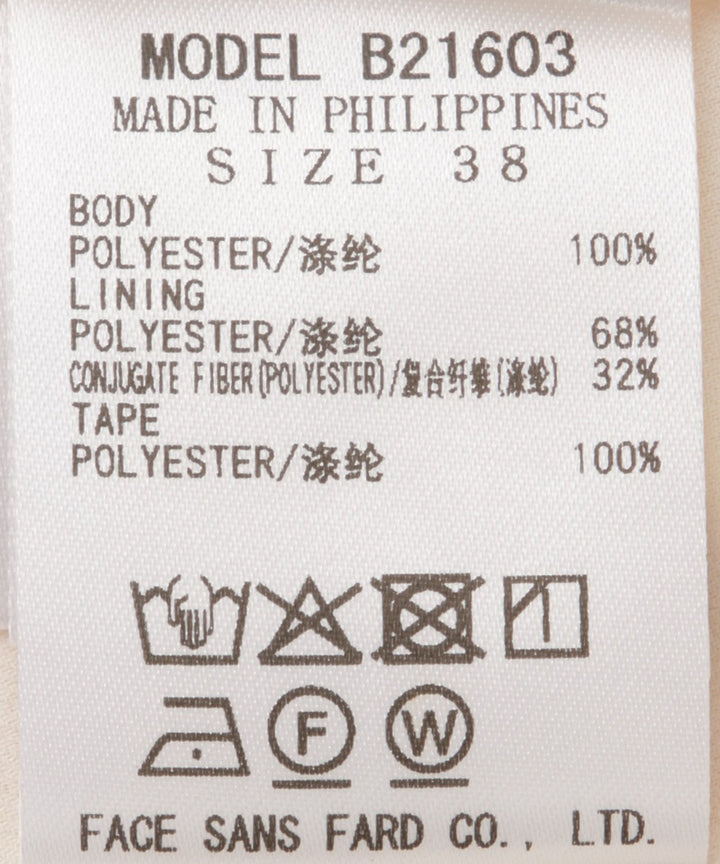 MODEL B21603
MADE IN PHILIPPINES
SIZE 38
BODY
POLYESTER/涤纶 100%
LINING
POLYESTER/涤纶 68%
CONJUGATE FIBER(POLYESTER)/复合纤维(涤纶) 32%
TAPE
POLYESTER/涤纶 100%
F W
FACE SANS FARD CO., LTD.